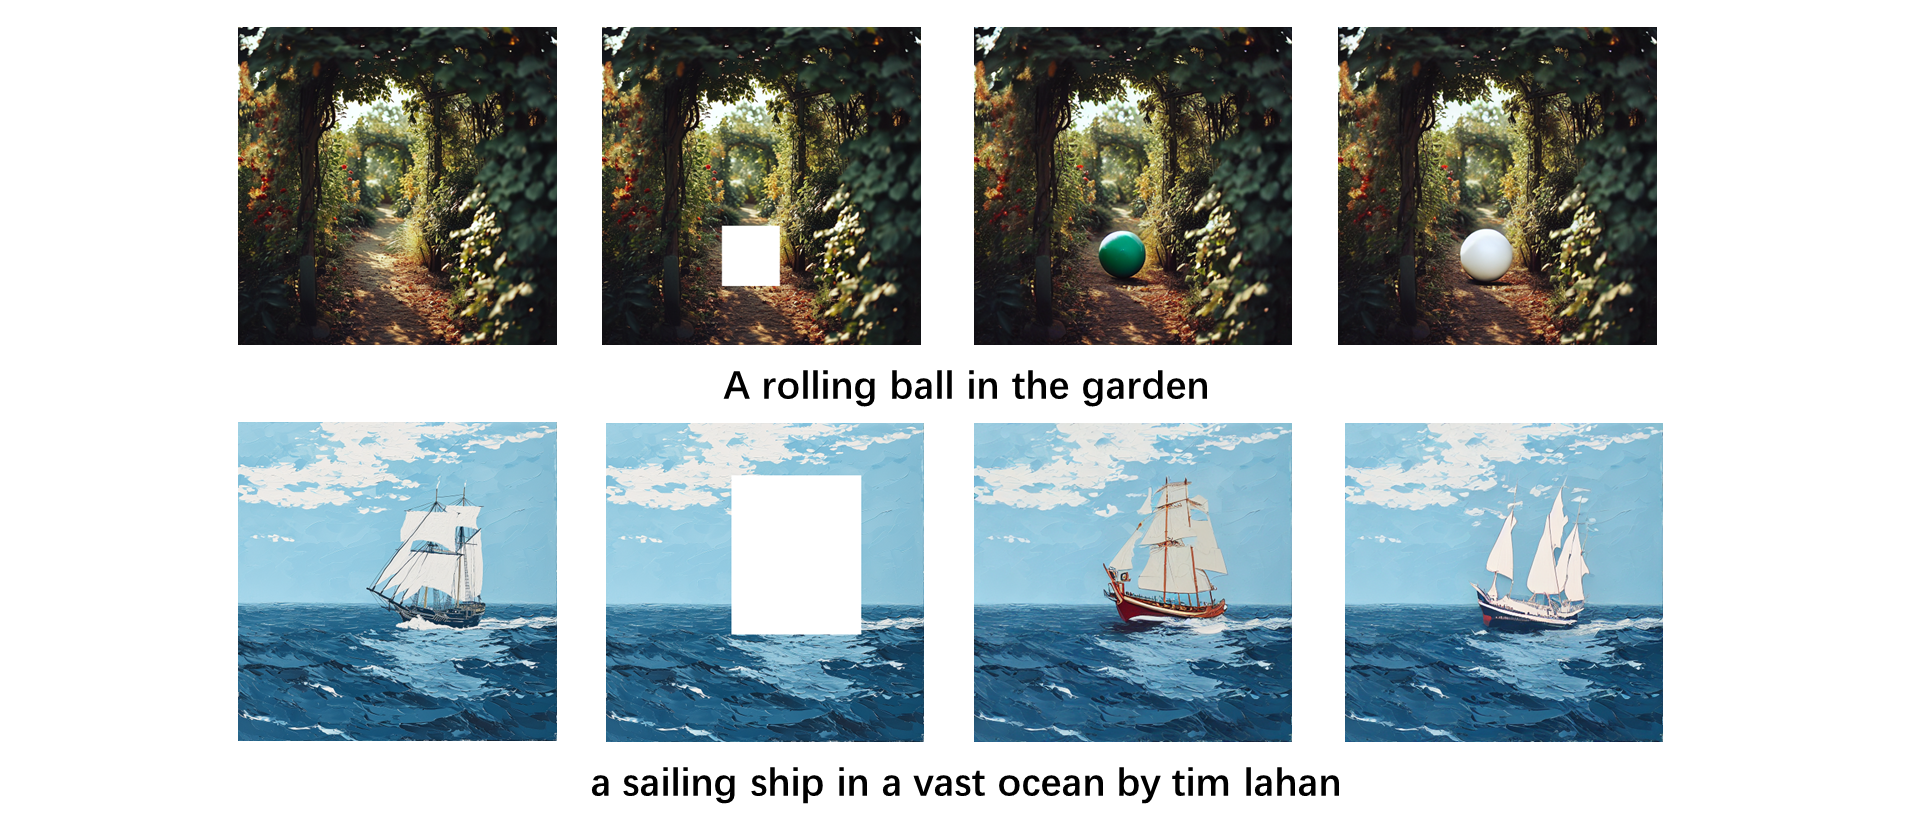 A rolling ball in the garden
a sailing ship in a vast ocean by tim lahan